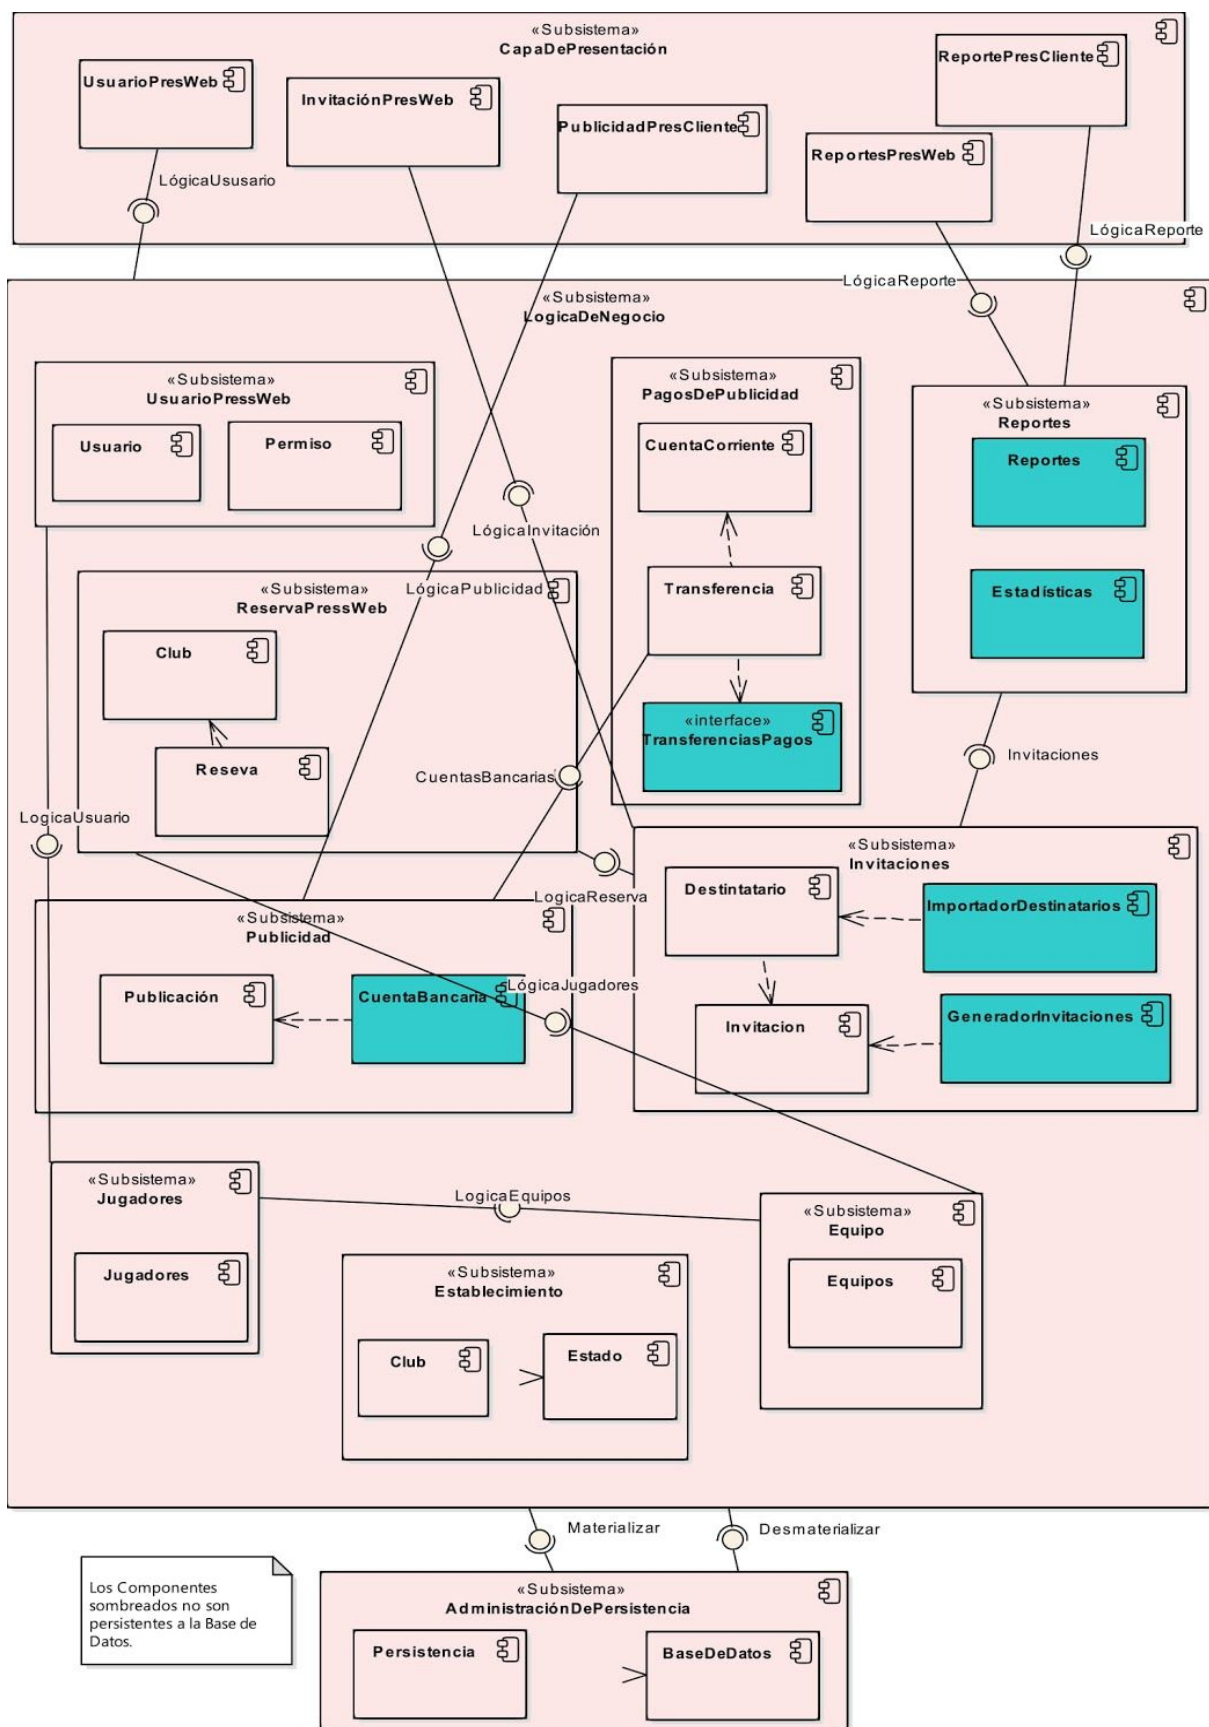 «Subsistema»
CapaDePresentación
UsuarioPresWeb
InvitaciónPresWeb
PublicidadPresCliente
ReportePresCliente
ReportesPresWeb
LógicaUsusario
LógicaReporte
LógicaReporte
«Subsistema»
LogicaDeNegocio
«Subsistema»
UsuarioPressWeb
Usuario
Permiso
«Subsistema»
PagosDePublicidad
CuentaCorriente
Transferencia
«interface»
TransferenciasPagos
«Subsistema»
Reportes
Reportes
Estadísticas
LógicaInvitación
LógicaPublicidad
«Subsistema»
ReservaPressWeb
Club
Reseva
CuentasBancarias
Invitaciones
LogicaUsuario
LogicaReserva
«Subsistema»
Invitaciones
Destintatario
ImportadorDestinatarios
Invitacion
GeneradorInvitaciones
«Subsistema»
Publicidad
Publicación
CuentaBancaria
LógicaJugadores
«Subsistema»
Jugadores
Jugadores
LogicaEquipos
«Subsistema»
Equipo
Equipos
«Subsistema»
Establecimiento
Club
Estado
Materializar
Desmaterializar
Los Componentes
sombreados no son
persistentes a la Base de
Datos.
«Subsistema»
AdministraciónDePersistencia
Persistencia
BaseDeDatos